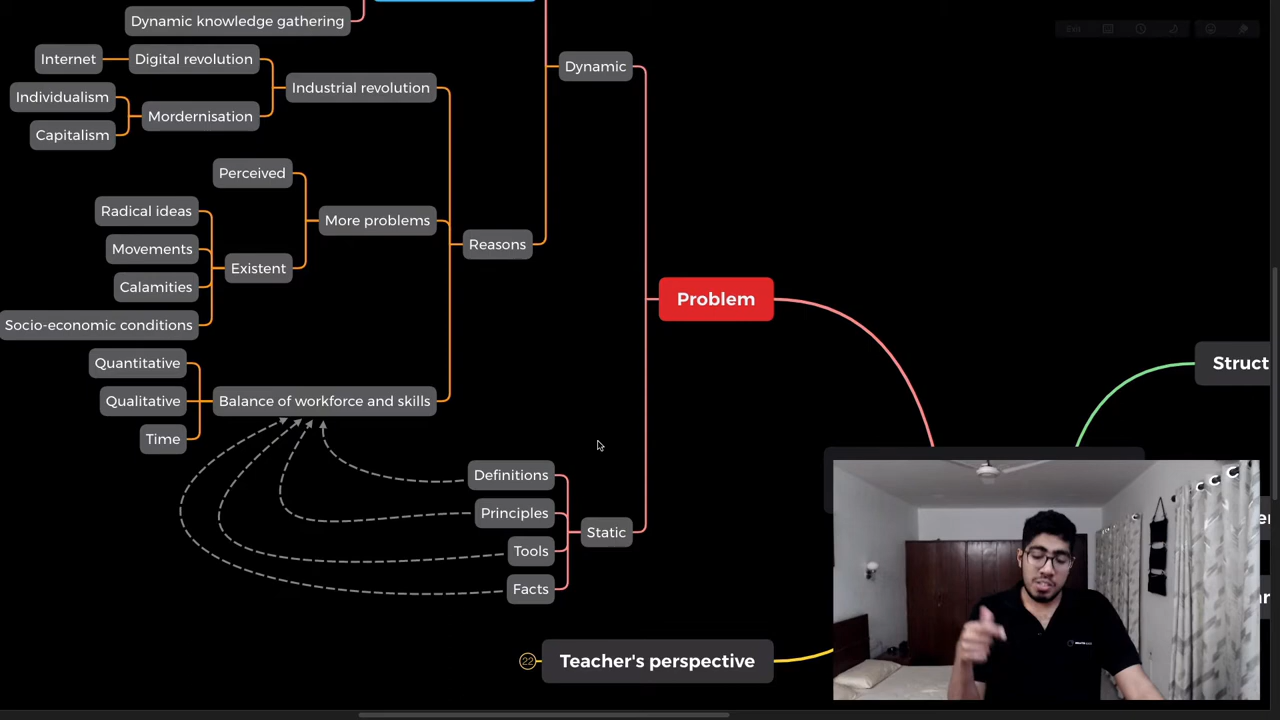 Dynamic knowledge gathering
Exit
Internet
Digital revolution
Dynamic
Industrial revolution
Individualism
Mordernisation
Capitalism
Perceived
Radical ideas
More problems
Movements
Reasons
Existent
Calamities
Problem
Socio-economic conditions
Quantitative
Struct
Qualitative
Balance of workforce and skills
Time
Definitions
Principles
Static
Tools
Facts
22
Teacher's perspective